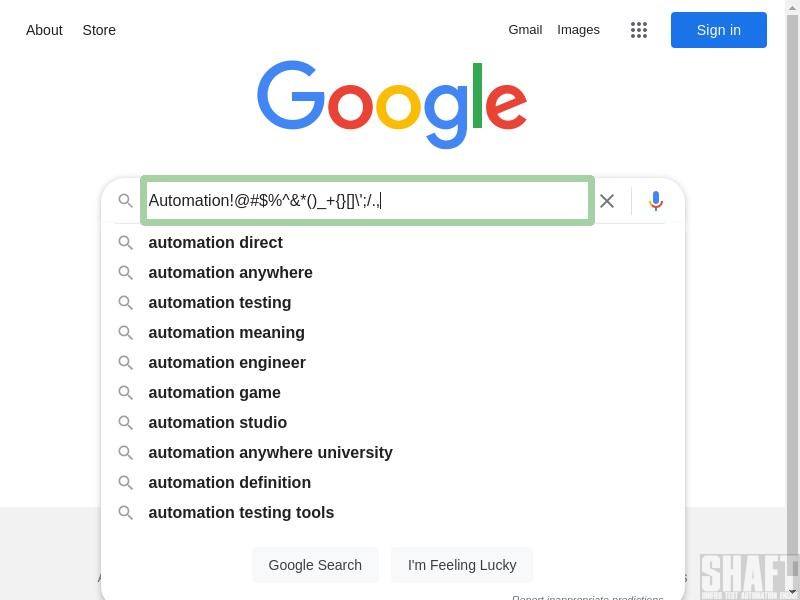 About Store Gmail Images Sign in
Google
Automation!@#$%^&*()_+{}[]\';/.,
automation direct
automation anywhere
automation testing
automation meaning
automation engineer
automation game
automation studio
automation anywhere university
automation definition
automation testing tools
Google Search I'm Feeling Lucky
Report inappropriate predictions
SHAFT